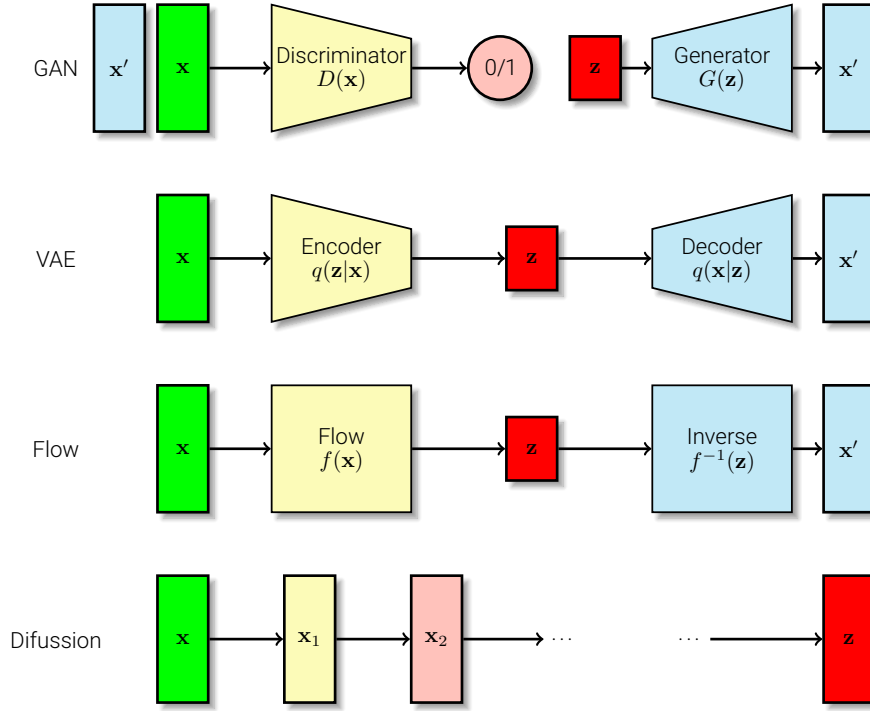 GAN x′ x Discriminator 0/1 z Generator x′
D(x) G(z)
VAE x Encoder z Decoder x′
q(z|x) q(x|z)
Flow x Flow z Inverse x′
f(x) f⁻¹(z)
Difussion x x₁ x₂ ... ... z